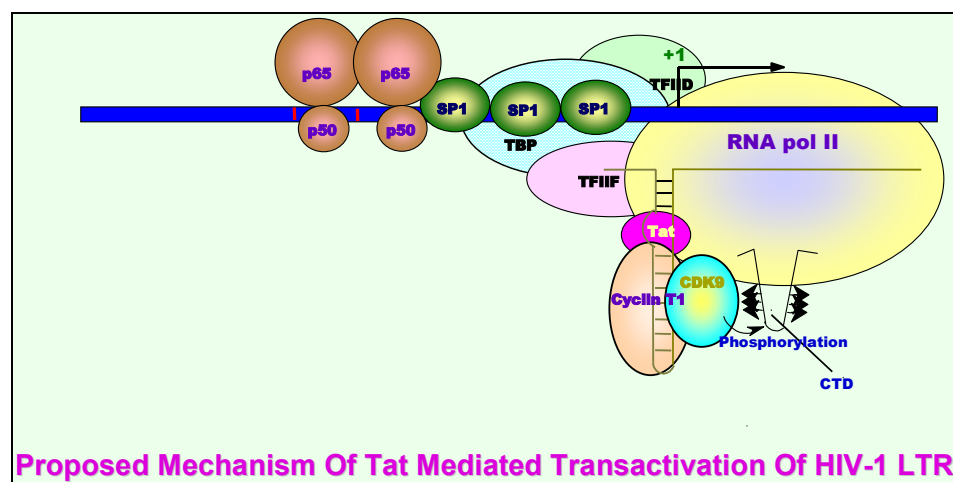 +1
p65 p65
TFIID
SP1 SP1 SP1
p50 p50
TBP
RNA pol II
TFIIF
Tat
CDK9
Cyclin T1
Phosphorylation
CTD
Proposed Mechanism Of Tat Mediated Transactivation Of HIV-1 LTR